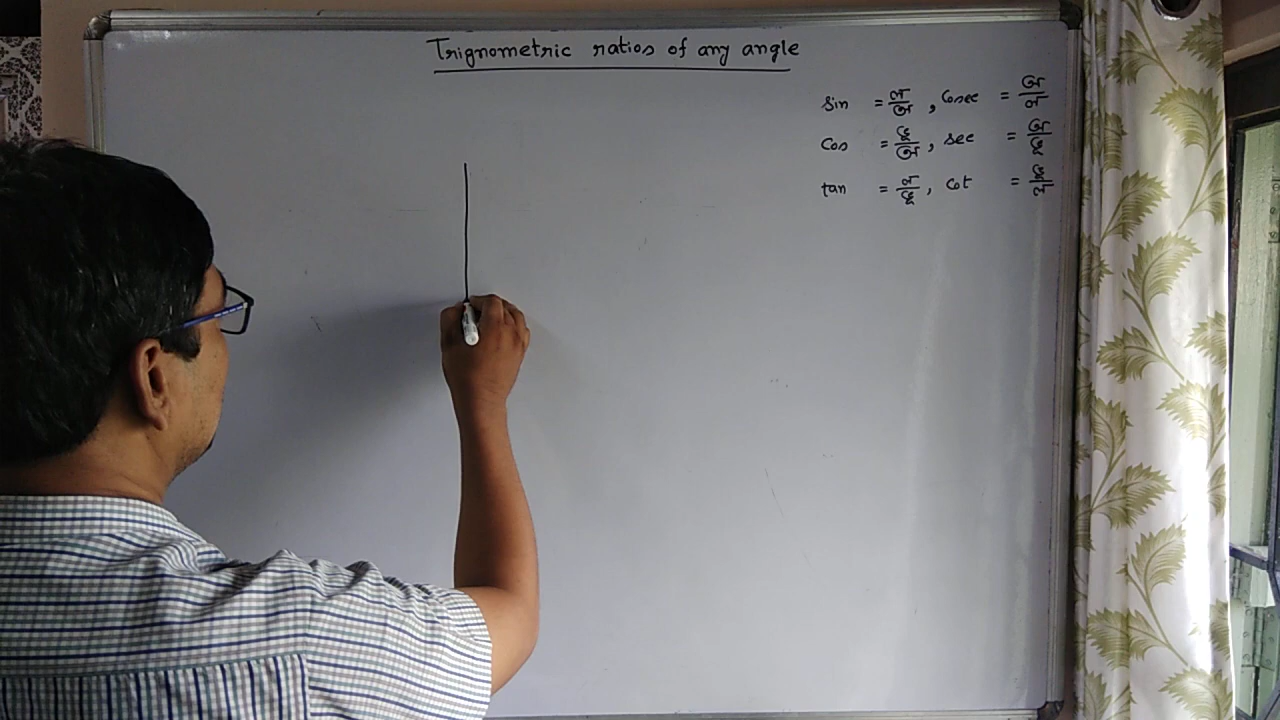 Trignometric ratios of any angle
sin = ল/অ , cosec = অ/ল
cos = ভূ/অ , sec = অ/ভূ
tan = ল/ভূ , cot = ভূ/ল